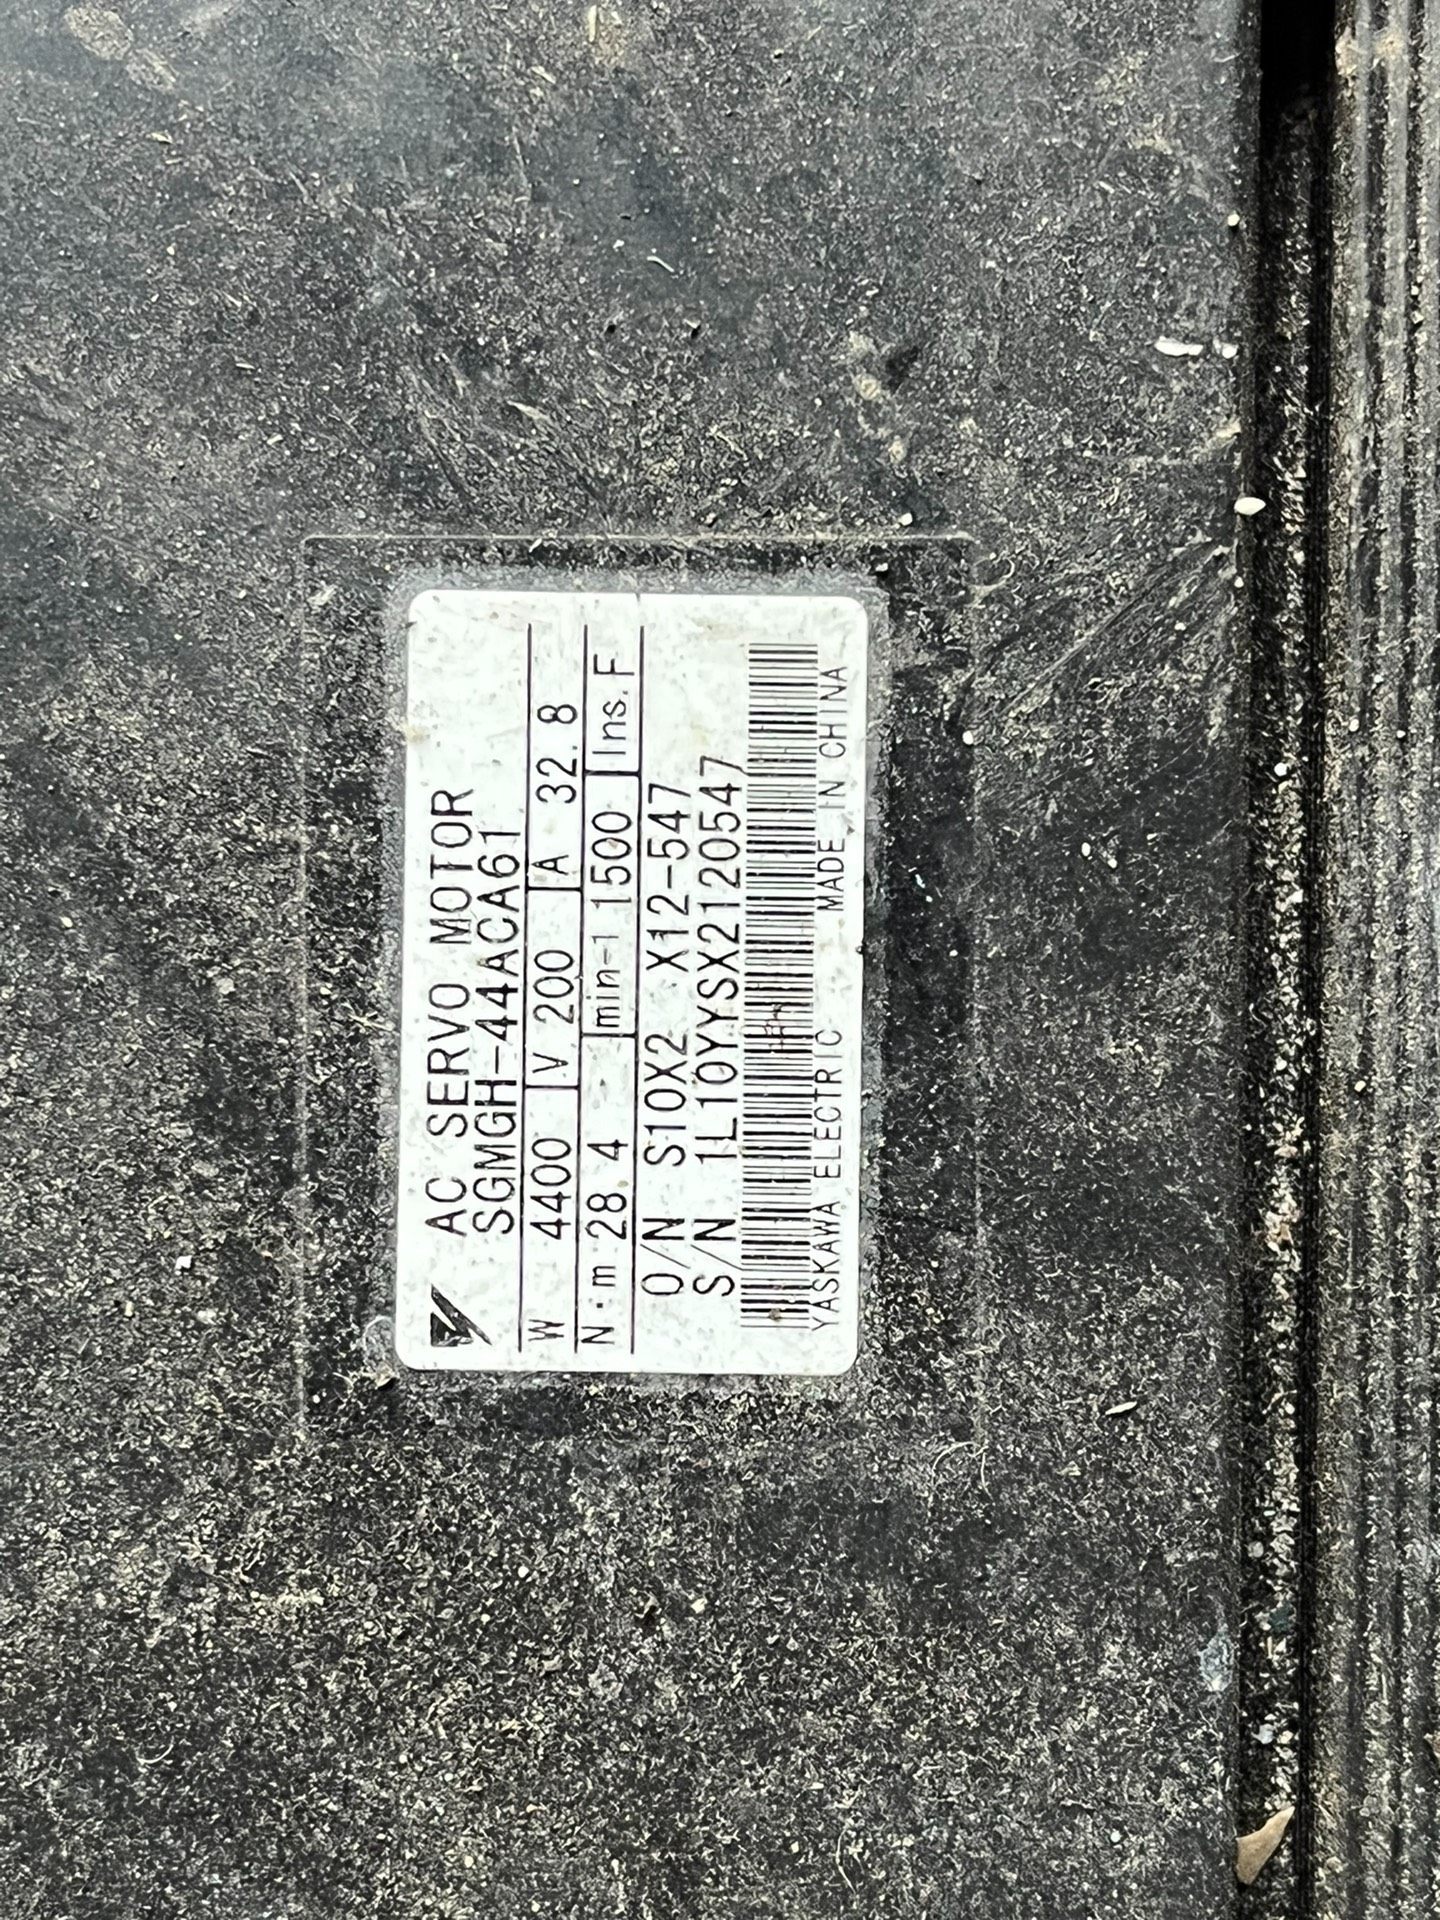 AC SERVO MOTOR
SGMGH-44ACA61
W 4400 V 200 A 32.8
N·m 28.4 min-1 1500 Ins. F
O/N S10X2 X12-547
S/N 1L10YYSX2120547
YASKAWA ELECTRIC MADE IN CHINA